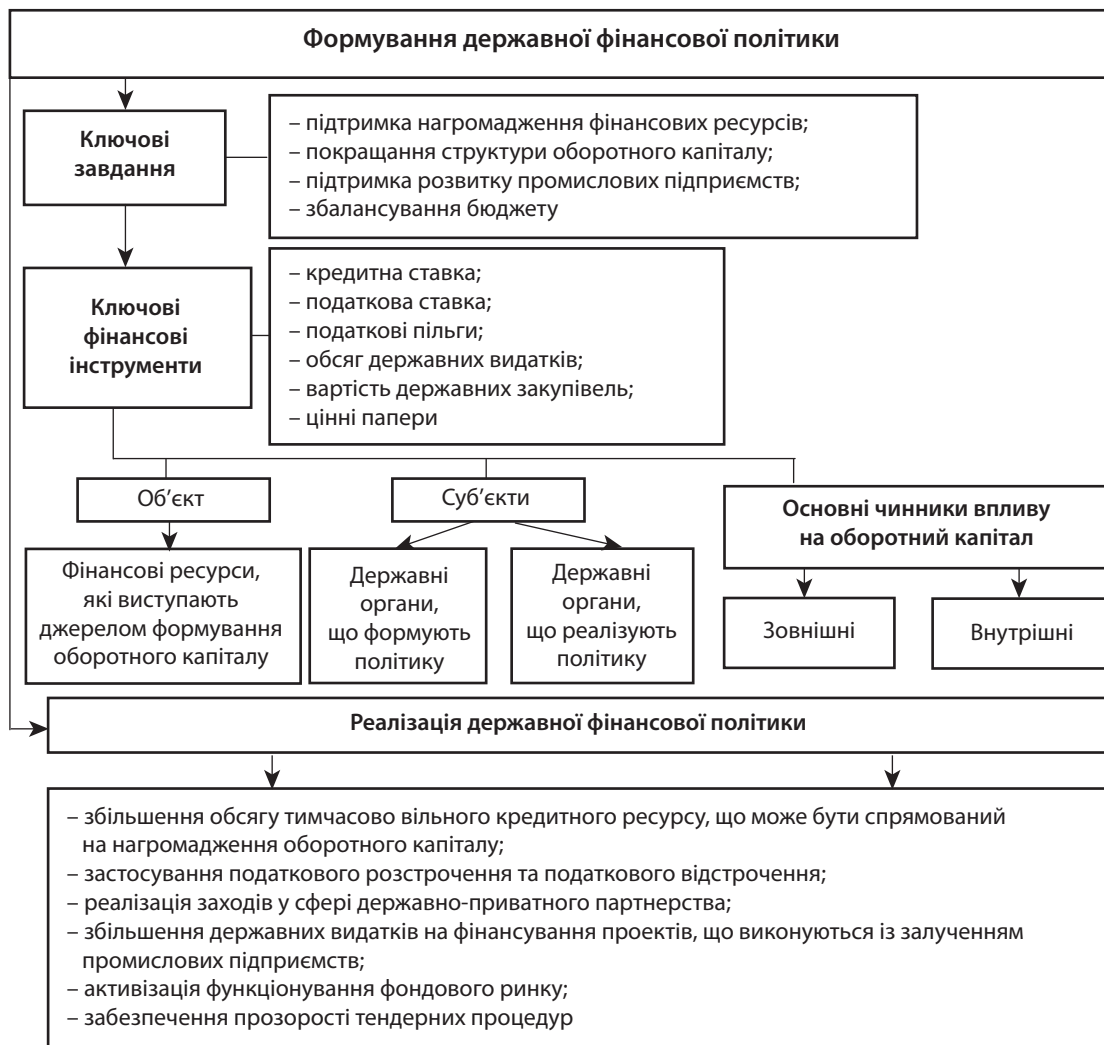 Формування державної фінансової політики
Ключові
завдання
– підтримка нагромадження фінансових ресурсів;
– покращання структури оборотного капіталу;
– підтримка розвитку промислових підприємств;
– збалансування бюджету
Ключові
фінансові
інструменти
– кредитна ставка;
– податкова ставка;
– податкові пільги;
– обсяг державних видатків;
– вартість державних закупівель;
– цінні папери
Об’єкт
Суб’єкти
Основні чинники впливу
на оборотний капітал
Фінансові ресурси,
які виступають
джерелом формування
оборотного капіталу
Державні
органи,
що формують
політику
Державні
органи,
що реалізують
політику
Зовнішні
Внутрішні
Реалізація державної фінансової політики
– збільшення обсягу тимчасово вільного кредитного ресурсу, що може бути спрямований
на нагромадження оборотного капіталу;
– застосування податкового розстрочення та податкового відстрочення;
– реалізація заходів у сфері державно-приватного партнерства;
– збільшення державних видатків на фінансування проектів, що виконуються із залученням
промислових підприємств;
– активізація функціонування фондового ринку;
– забезпечення прозорості тендерних процедур